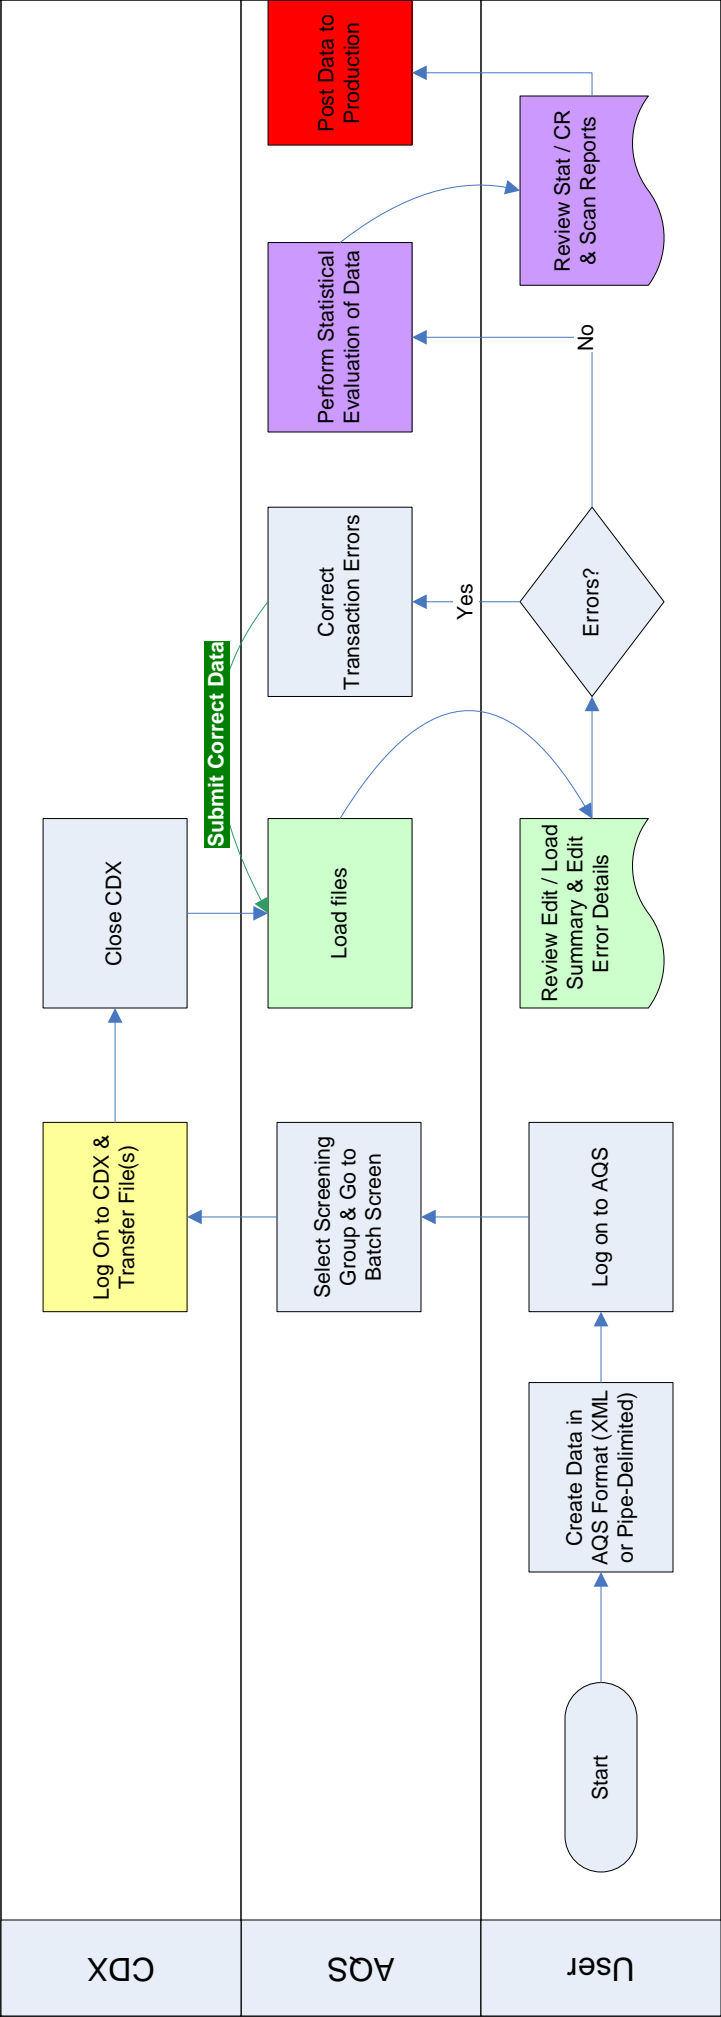 CDX
AQS
User
Start
Create Data in
AQS Format (XML
or Pipe-Delimited)
Log on to AQS
Select Screening
Group & Go to
Batch Screen
Log On to CDX &
Transfer File(s)
Close CDX
Load files
Review Edit / Load
Summary & Edit
Error Details
Errors?
Yes
Correct
Transaction Errors
Submit Correct Data
No
Perform Statistical
Evaluation of Data
Review Stat / CR
& Scan Reports
Post Data to
Production